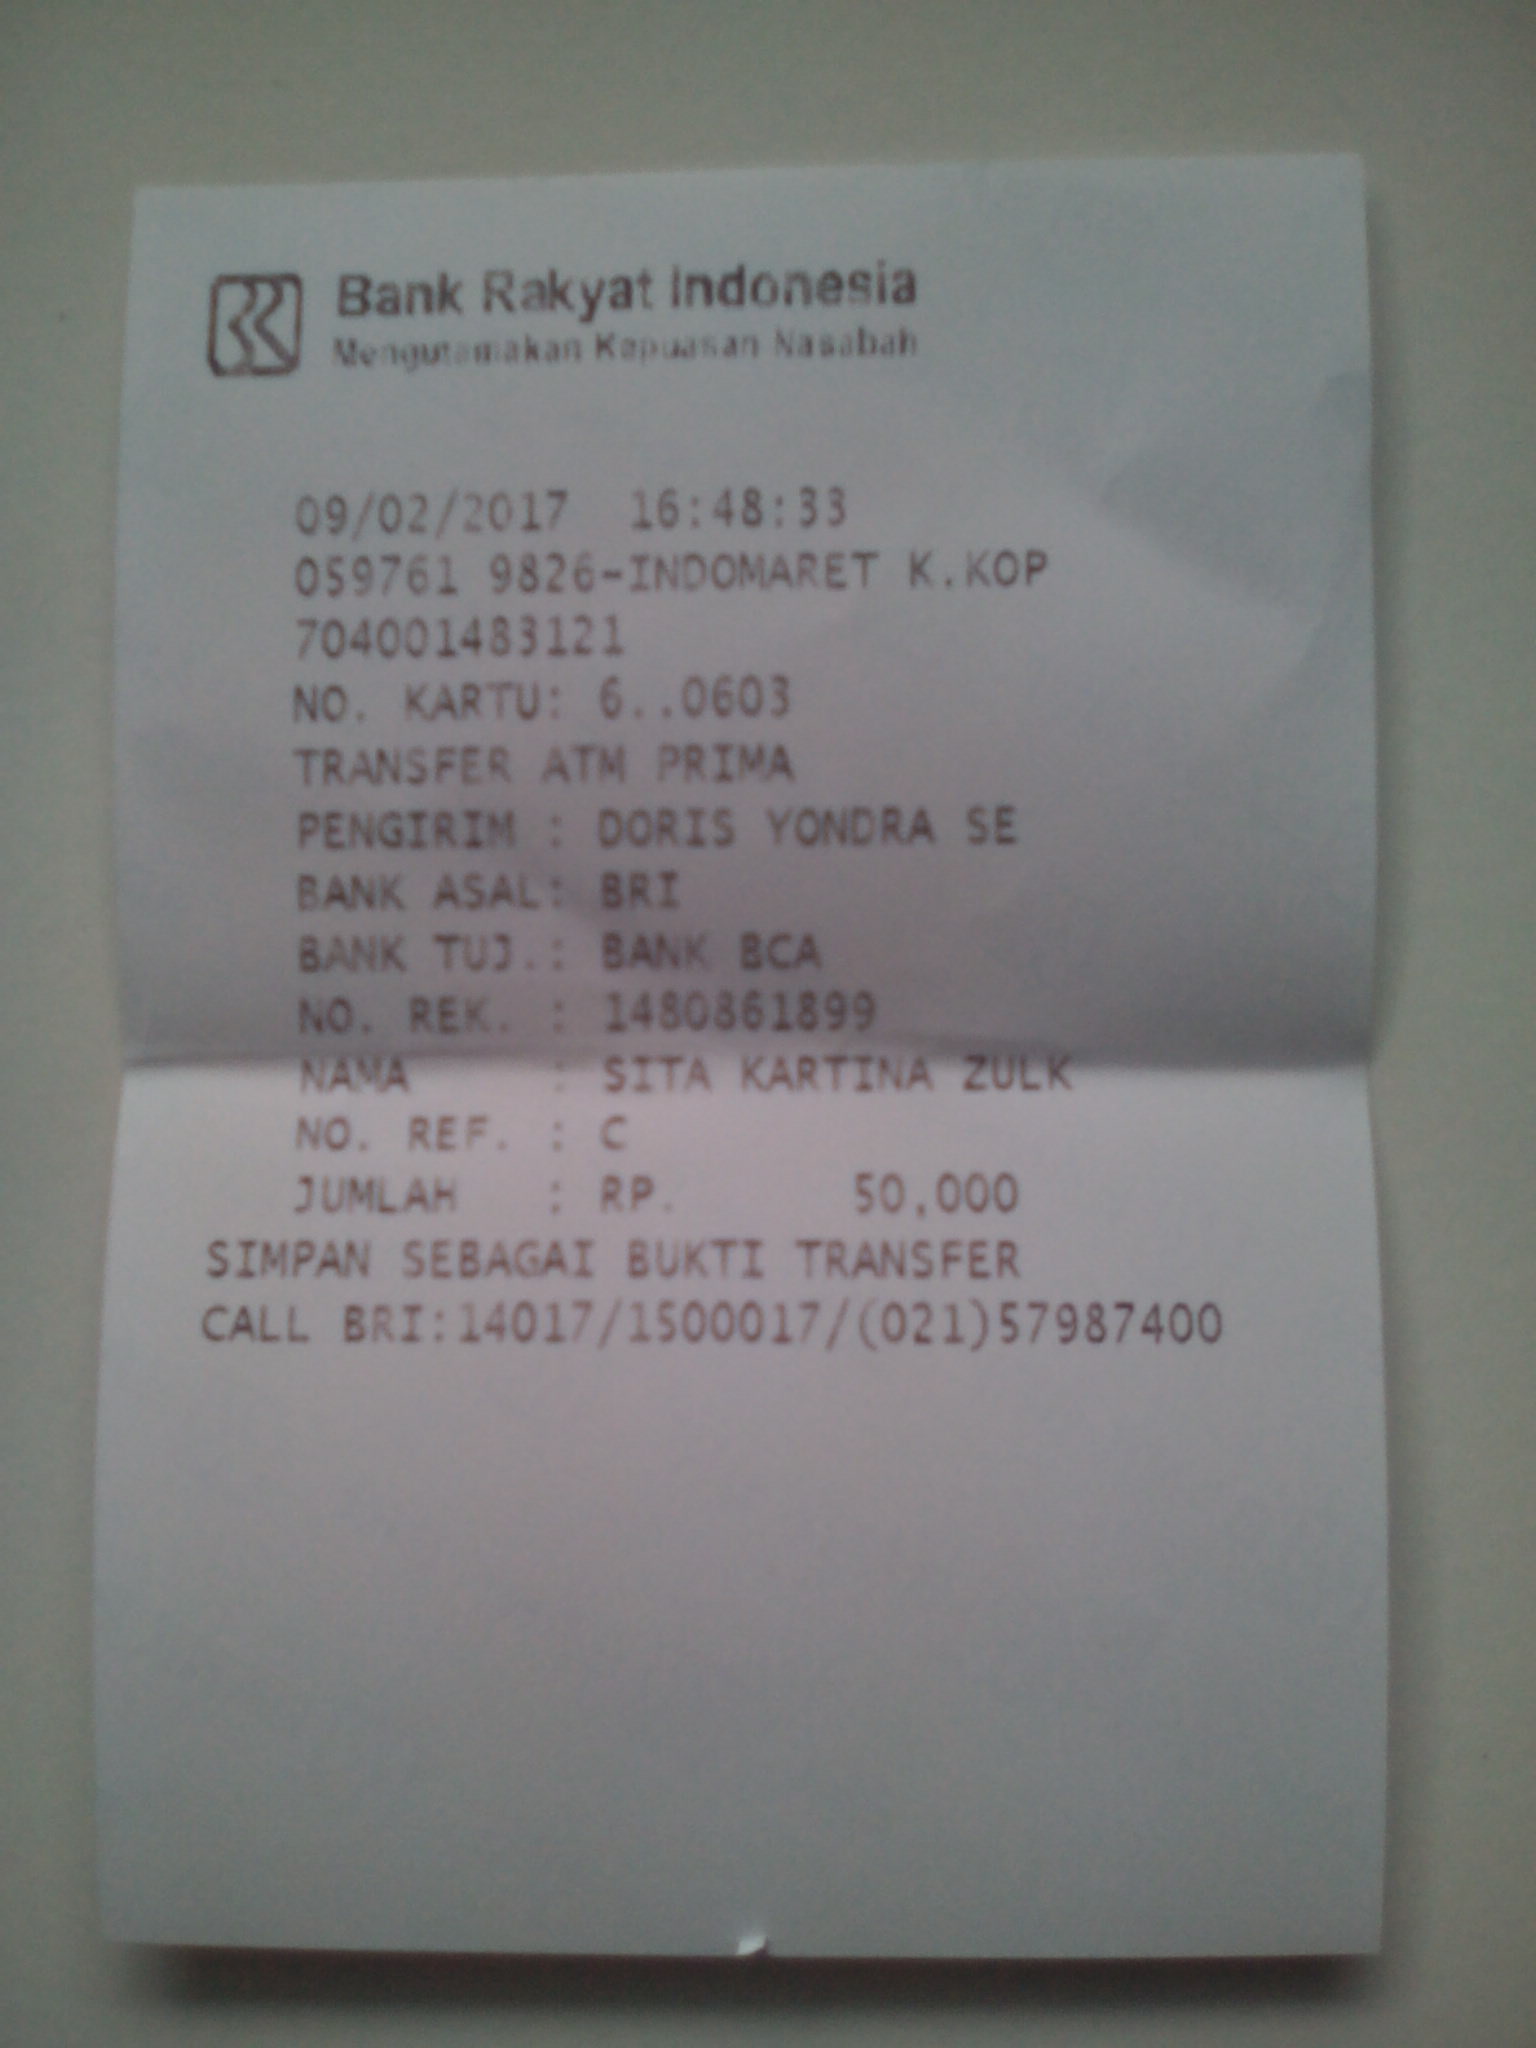 Bank Rakyat Indonesia
Mengutamakan Kepuasan Nasabah
09/02/2017 16:48:33
059761 9826-INDOMARET K.KOP
704001483121
NO. KARTU: 6..0603
TRANSFER ATM PRIMA
PENGIRIM : DORIS YONDRA SE
BANK ASAL: BRI
BANK TUJ.: BANK BCA
NO. REK. : 1480861899
NAMA : SITA KARTINA ZULK
NO. REF. : C
JUMLAH : RP. 50,000
SIMPAN SEBAGAI BUKTI TRANSFER
CALL BRI:14017/1500017/(021)57987400